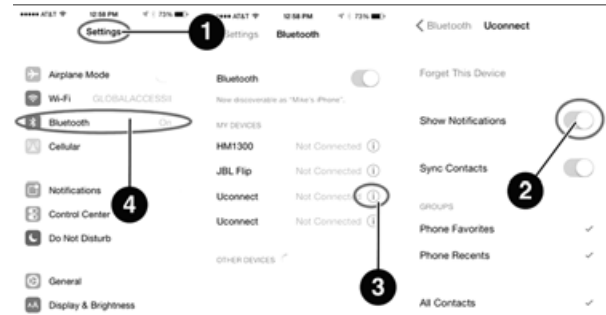 AT&T 12:58 PM 73%
Settings
1
Airplane Mode
Wi-Fi GLOBALACCESSII
Bluetooth On
Cellular
4
Notifications
Control Center
Do Not Disturb
General
AA Display & Brightness
AT&T 12:58 PM 73%
Settings Bluetooth
Bluetooth
Now discoverable as "Mike's iPhone".
MY DEVICES
HM1300 Not Connected i
JBL Flip Not Connected i
Uconnect Not Connected i
Uconnect Not Connected i
OTHER DEVICES
3
< Bluetooth Uconnect
Forget This Device
Show Notifications
2
Sync Contacts
GROUPS
Phone Favorites
Phone Recents
All Contacts